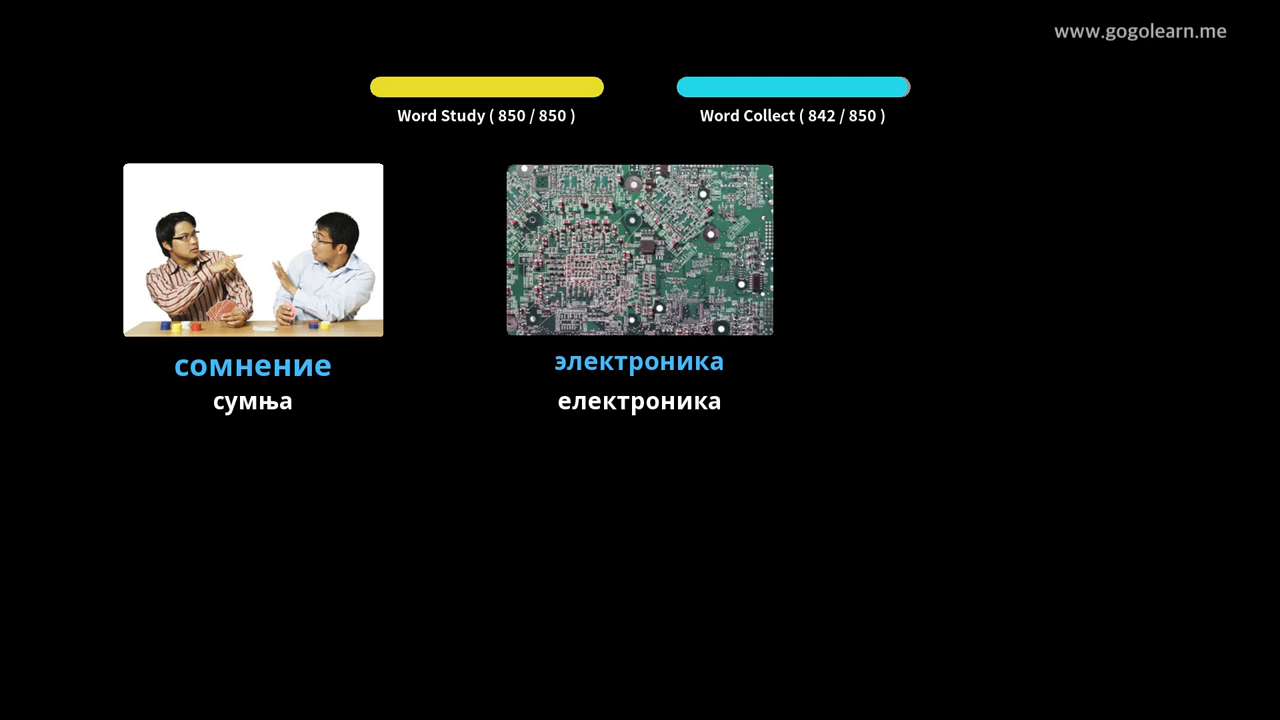 www.gogolearn.me
Word Study ( 850 / 850 )
Word Collect ( 842 / 850 )
сомнение
сумња
электроника
електроника